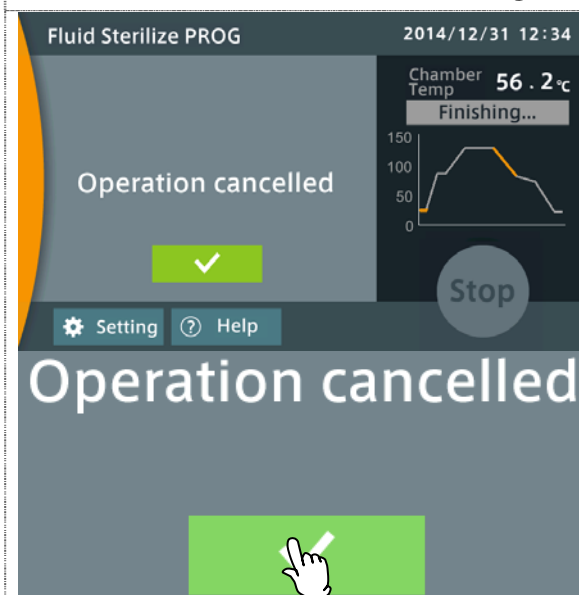 Fluid Sterilize PROG
2014/12/31 12:34
Chamber
Temp
56.2℃
Finishing...
150
100
50
0
Operation cancelled
Stop
Setting
? Help
Operation cancelled